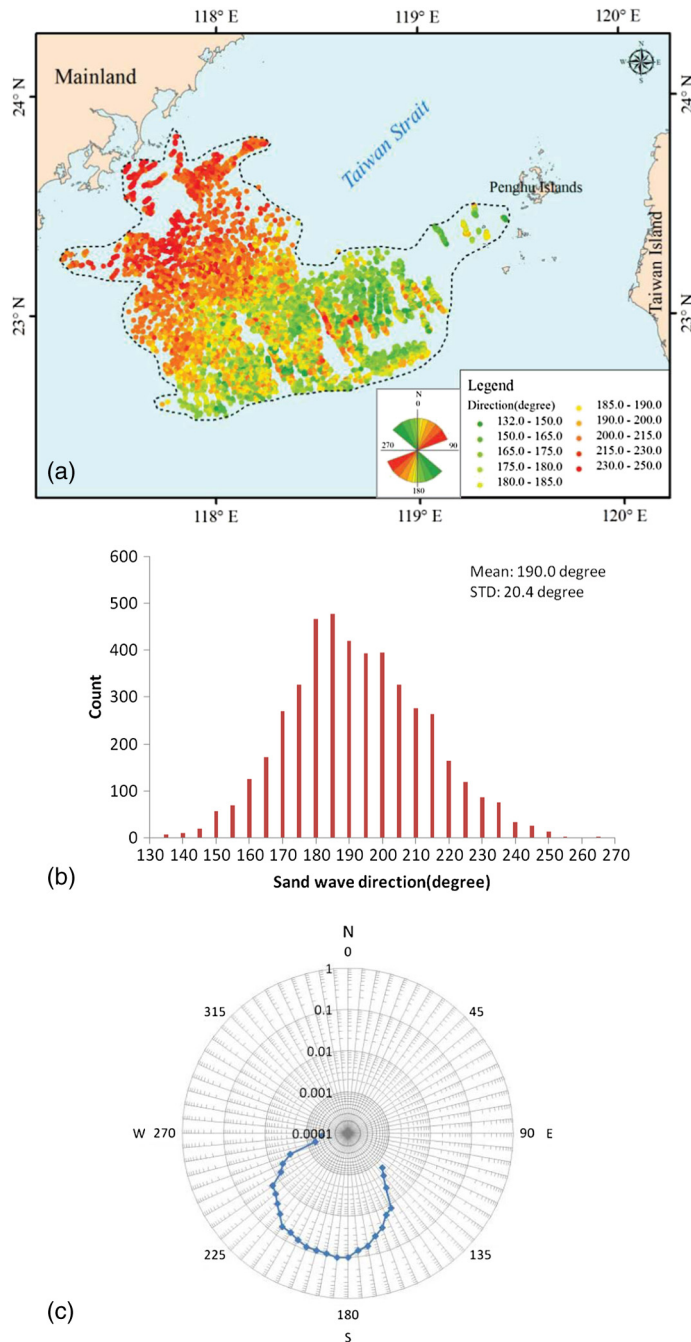 118° E 119° E 120° E
N
W E
S
Mainland
24° N
24° N
Taiwan Strait
Penghu Islands
Taiwan Island
23° N
23° N
Legend
Direction(degree)
132.0 - 150.0
150.0 - 165.0
165.0 - 175.0
175.0 - 180.0
180.0 - 185.0
185.0 - 190.0
190.0 - 200.0
200.0 - 215.0
215.0 - 230.0
230.0 - 250.0
N
0
270 90
180
(a)
118° E 119° E 120° E
600
500
400
300
200
100
0
Count
Mean: 190.0 degree
STD: 20.4 degree
130 140 150 160 170 180 190 200 210 220 230 240 250 260 270
Sand wave direction(degree)
(b)
N
0
1
315 45
0.1
0.01
0.001
W 270 0.0001 90 E
225 135
180
S
(c)